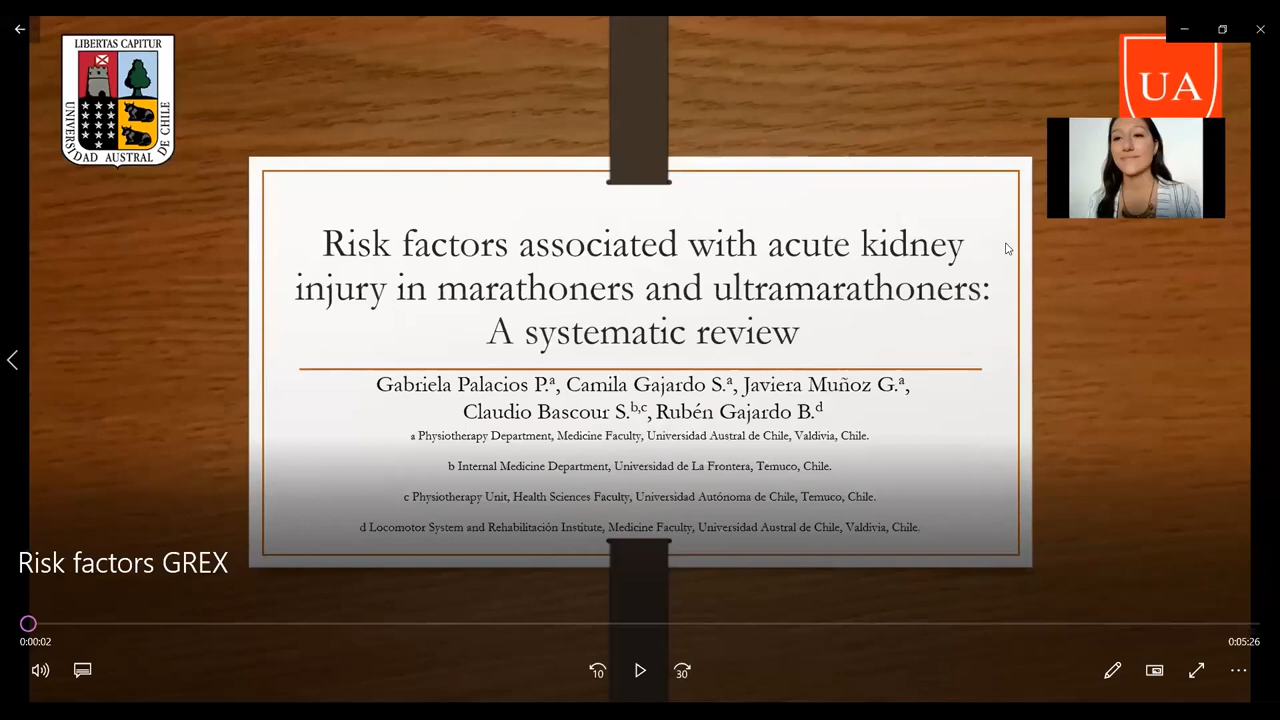 LIBERTAS CAPITUR
UNIVERSIDAD AUSTRAL DE CHILE
UA
Risk factors associated with acute kidney
injury in marathoners and ultramarathoners:
A systematic review
Gabriela Palacios P.ᵃ, Camila Gajardo S.ᵃ, Javiera Muñoz G.ᵃ,
Claudio Bascour S.ᵇ,ᶜ, Rubén Gajardo B.ᵈ
a Physiotherapy Department, Medicine Faculty, Universidad Austral de Chile, Valdivia, Chile.
b Internal Medicine Department, Universidad de La Frontera, Temuco, Chile.
c Physiotherapy Unit, Health Sciences Faculty, Universidad Autónoma de Chile, Temuco, Chile.
d Locomotor System and Rehabilitación Institute, Medicine Faculty, Universidad Austral de Chile, Valdivia, Chile.
Risk factors GREX
0:00:02
0:05:26
10
30